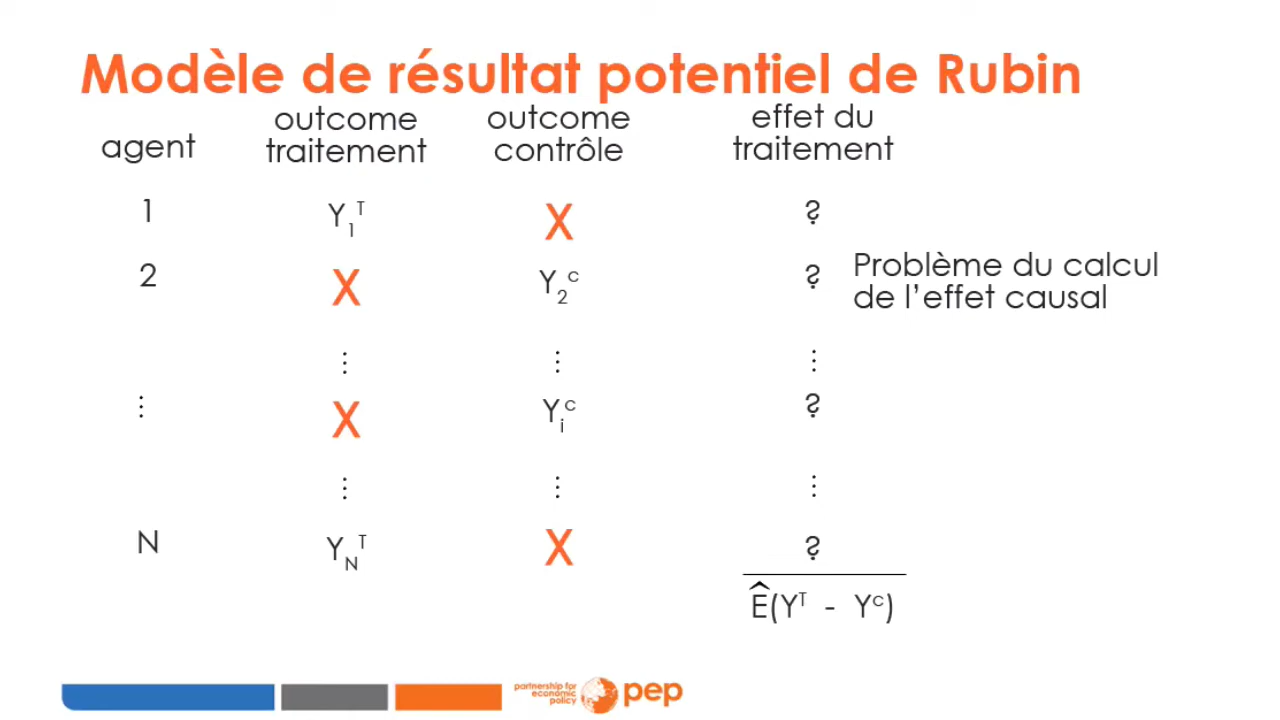 Modèle de résultat potentiel de Rubin
agent outcome traitement outcome contrôle effet du traitement
1 Y₁ᵀ X ?
2 X Y₂ᶜ ? Problème du calcul de l’effet causal
⋮ ⋮ ⋮
⋮ X Yᵢᶜ ?
⋮ ⋮ ⋮
N Y_Nᵀ X ?
Ê(Yᵀ - Yᶜ)
partnership for
economic
policy
pep